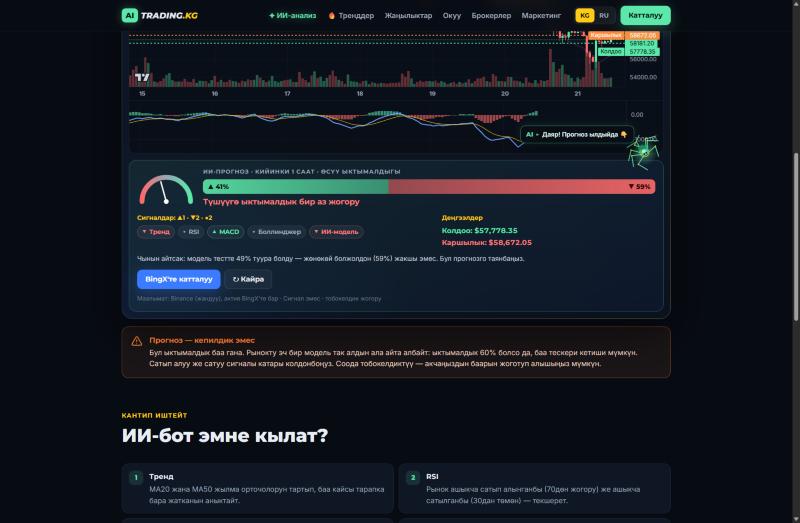 AI TRADING.KG
✦ ИИ-анализ
🔥 Тренддер
Жаңылыктар
Окуу
Брокерлер
Маркетинг
KG RU
Катталуу
Каршылык 58672.05
58181.20
Колдоо 57778.35
56000.00
54000.00
15 16 17 18 19 20 21
0.00
AI ▸ Даяр! Прогноз ылдыйда 👇
ИИ-ПРОГНОЗ · КИЙИНКИ 1 СААТ · ӨСҮҮ ЫКТЫМАЛДЫГЫ
▲ 41% ▼ 59%
Түшүүгө ыктымалдык бир аз жогору
Сигналдар: ▲1 · ▼2 · •2
▼ Тренд • RSI ▲ MACD • Боллинджер ▼ ИИ-модель
Деңгээлдер
Колдоо: $57,778.35
Каршылык: $58,672.05
Чынын айтсак: модель тестте 49% туура болду — жөнөкөй болжолдон (59%) жакшы эмес. Бул прогнозго таянбаңыз.
BingX'те катталуу ↻ Кайра
Маалымат: Binance (жандуу), актив BingX'те бар · Сигнал эмес · тобокелдик жогору
Прогноз — кепилдик эмес
Бул ыктымалдык баа гана. Рынокту эч бир модель так алдын ала айта албайт: ыктымалдык 60% болсо да, баа тескери кетиши мүмкүн.
Сатып алуу же сатуу сигналы катары колдонбоңуз. Соода тобокелдиктүү — акчаңыздын баарын жоготуп алышыңыз мүмкүн.
КАНТИП ИШТЕЙТ
ИИ-бот эмне кылат?
1 Тренд
MA20 жана MA50 жылма орточолорун тартып, баа кайсы тарапка
бара жатканын аныктайт.
2 RSI
Рынок ашыкча сатып алынганбы (70дөн жогору) же ашыкча
сатылганбы (30дан төмөн) — текшерет.